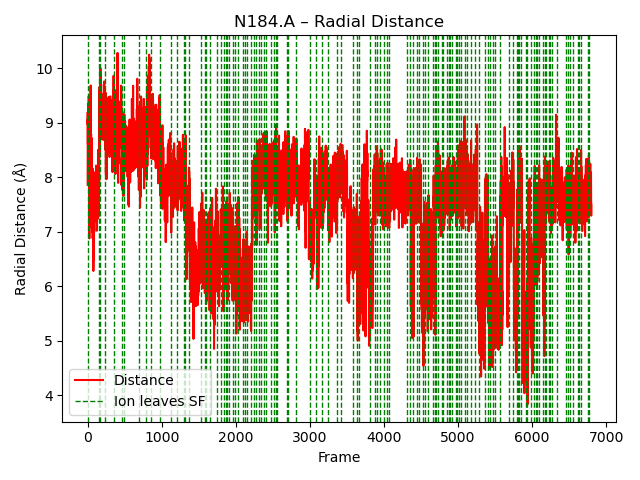 N184.A – Radial Distance
Radial Distance (Å)
10
9
8
7
6
5
4
Distance
Ion leaves SF
0 1000 2000 3000 4000 5000 6000 7000
Frame